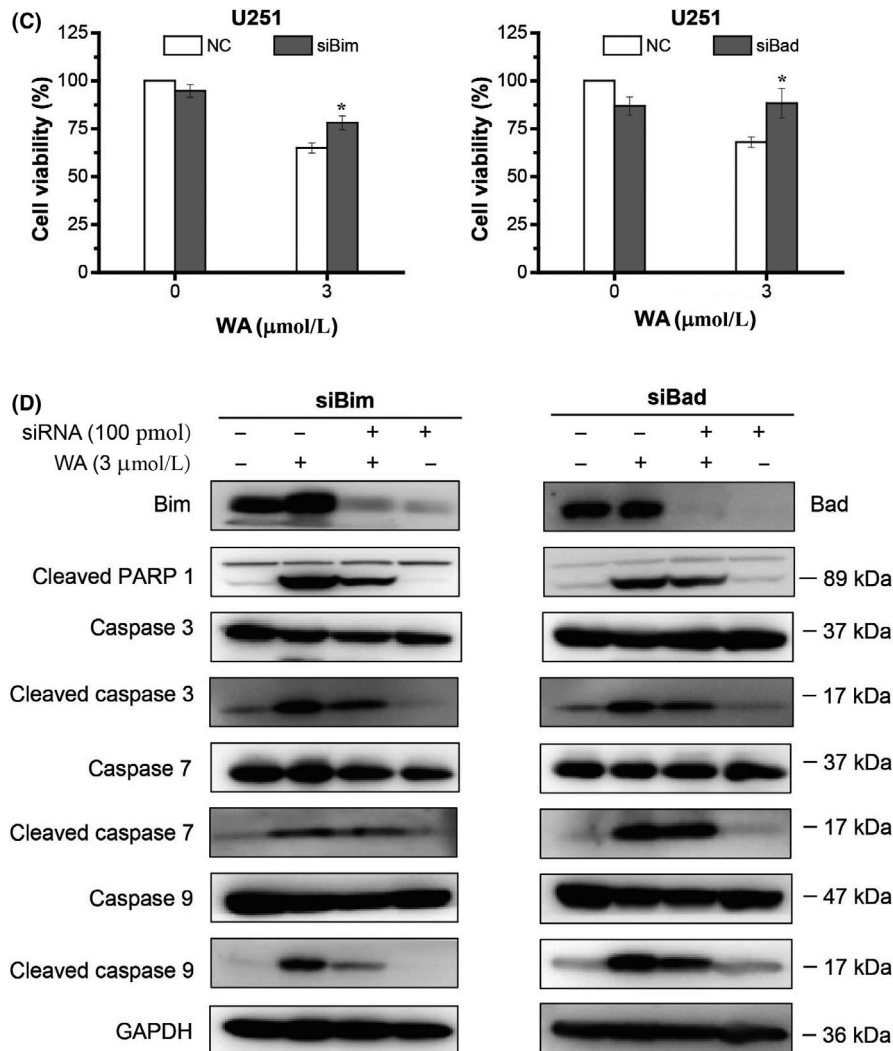 (C)
U251
NC siBim
Cell viability (%)
125
100
75
50
25
0
0 3
WA (μmol/L)
*
U251
NC siBad
Cell viability (%)
125
100
75
50
25
0
0 3
WA (μmol/L)
*
(D)
siBim siBad
siRNA (100 pmol) – – + + – – + +
WA (3 μmol/L) – + + – – + + –
Bim Bad
Cleaved PARP 1 – 89 kDa
Caspase 3 – 37 kDa
Cleaved caspase 3 – 17 kDa
Caspase 7 – 37 kDa
Cleaved caspase 7 – 17 kDa
Caspase 9 – 47 kDa
Cleaved caspase 9 – 17 kDa
GAPDH – 36 kDa